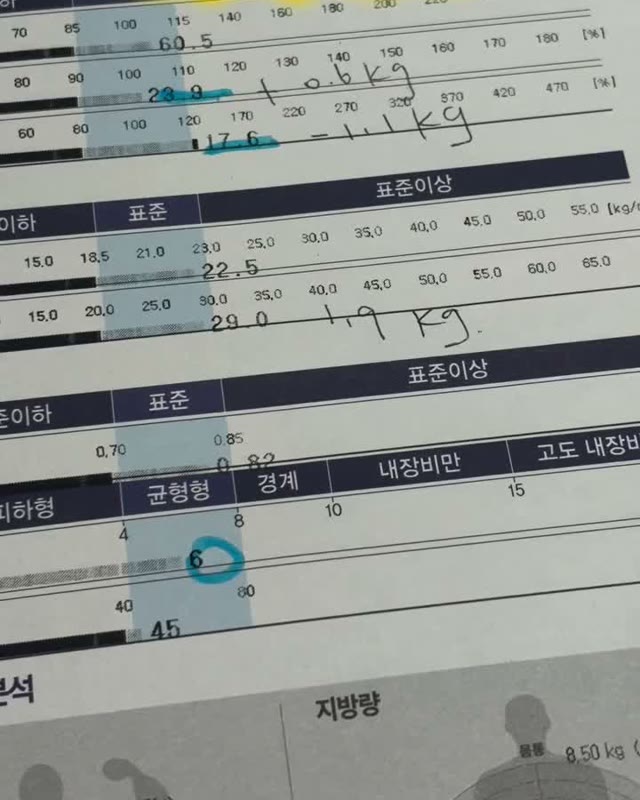 70 85 100 115 140 160 180 200
60.5
80 90 100 110 120 130 140 150 160 170 180 [%]
23.9 + 0.6 kg
60 80 100 120 170 220 270 320 370 420 470 [%]
17.6 - 1.1 kg
이하 표준 표준이상
15.0 18.5 21.0 23.0 25.0 30.0 35.0 40.0 45.0 50.0 55.0
22.5
15.0 20.0 25.0 30.0 35.0 40.0 45.0 50.0 55.0 60.0 65.0
29.0 1.9 kg.
준이하 표준 표준이상
0.70 0.85
0.82
피하형 균형형 경계 내장비만 고도 내장비
4 8 10 15
6
40 80
45
분석
지방량
몸통 8.50 kg (